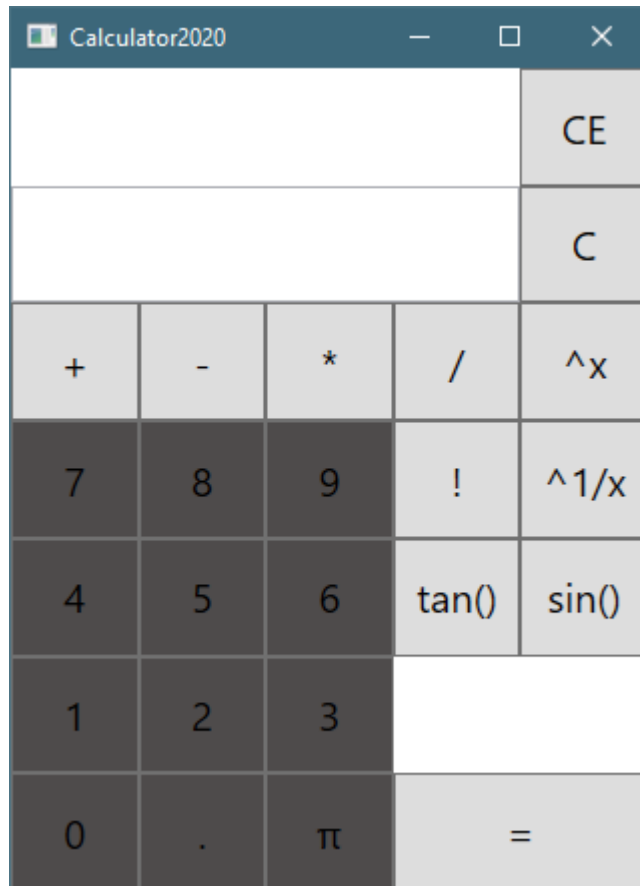 Calculator2020
CE
C
+ - * / ^x
7 8 9 ! ^1/x
4 5 6 tan() sin()
1 2 3
0 . π =